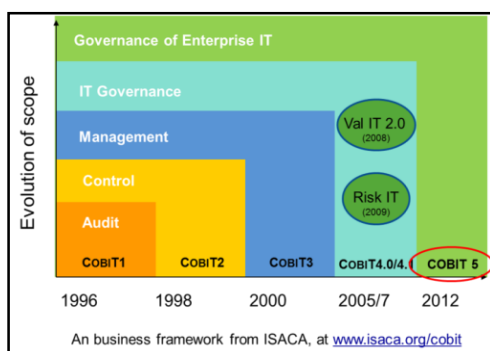 Governance of Enterprise IT
IT Governance
Management
Control
Audit
Val IT 2.0
(2008)
Risk IT
(2009)
COBIT1
COBIT2
COBIT3
COBIT4.0/4.1
COBIT 5
1996
1998
2000
2005/7
2012
Evolution of scope
An business framework from ISACA, at www.isaca.org/cobit